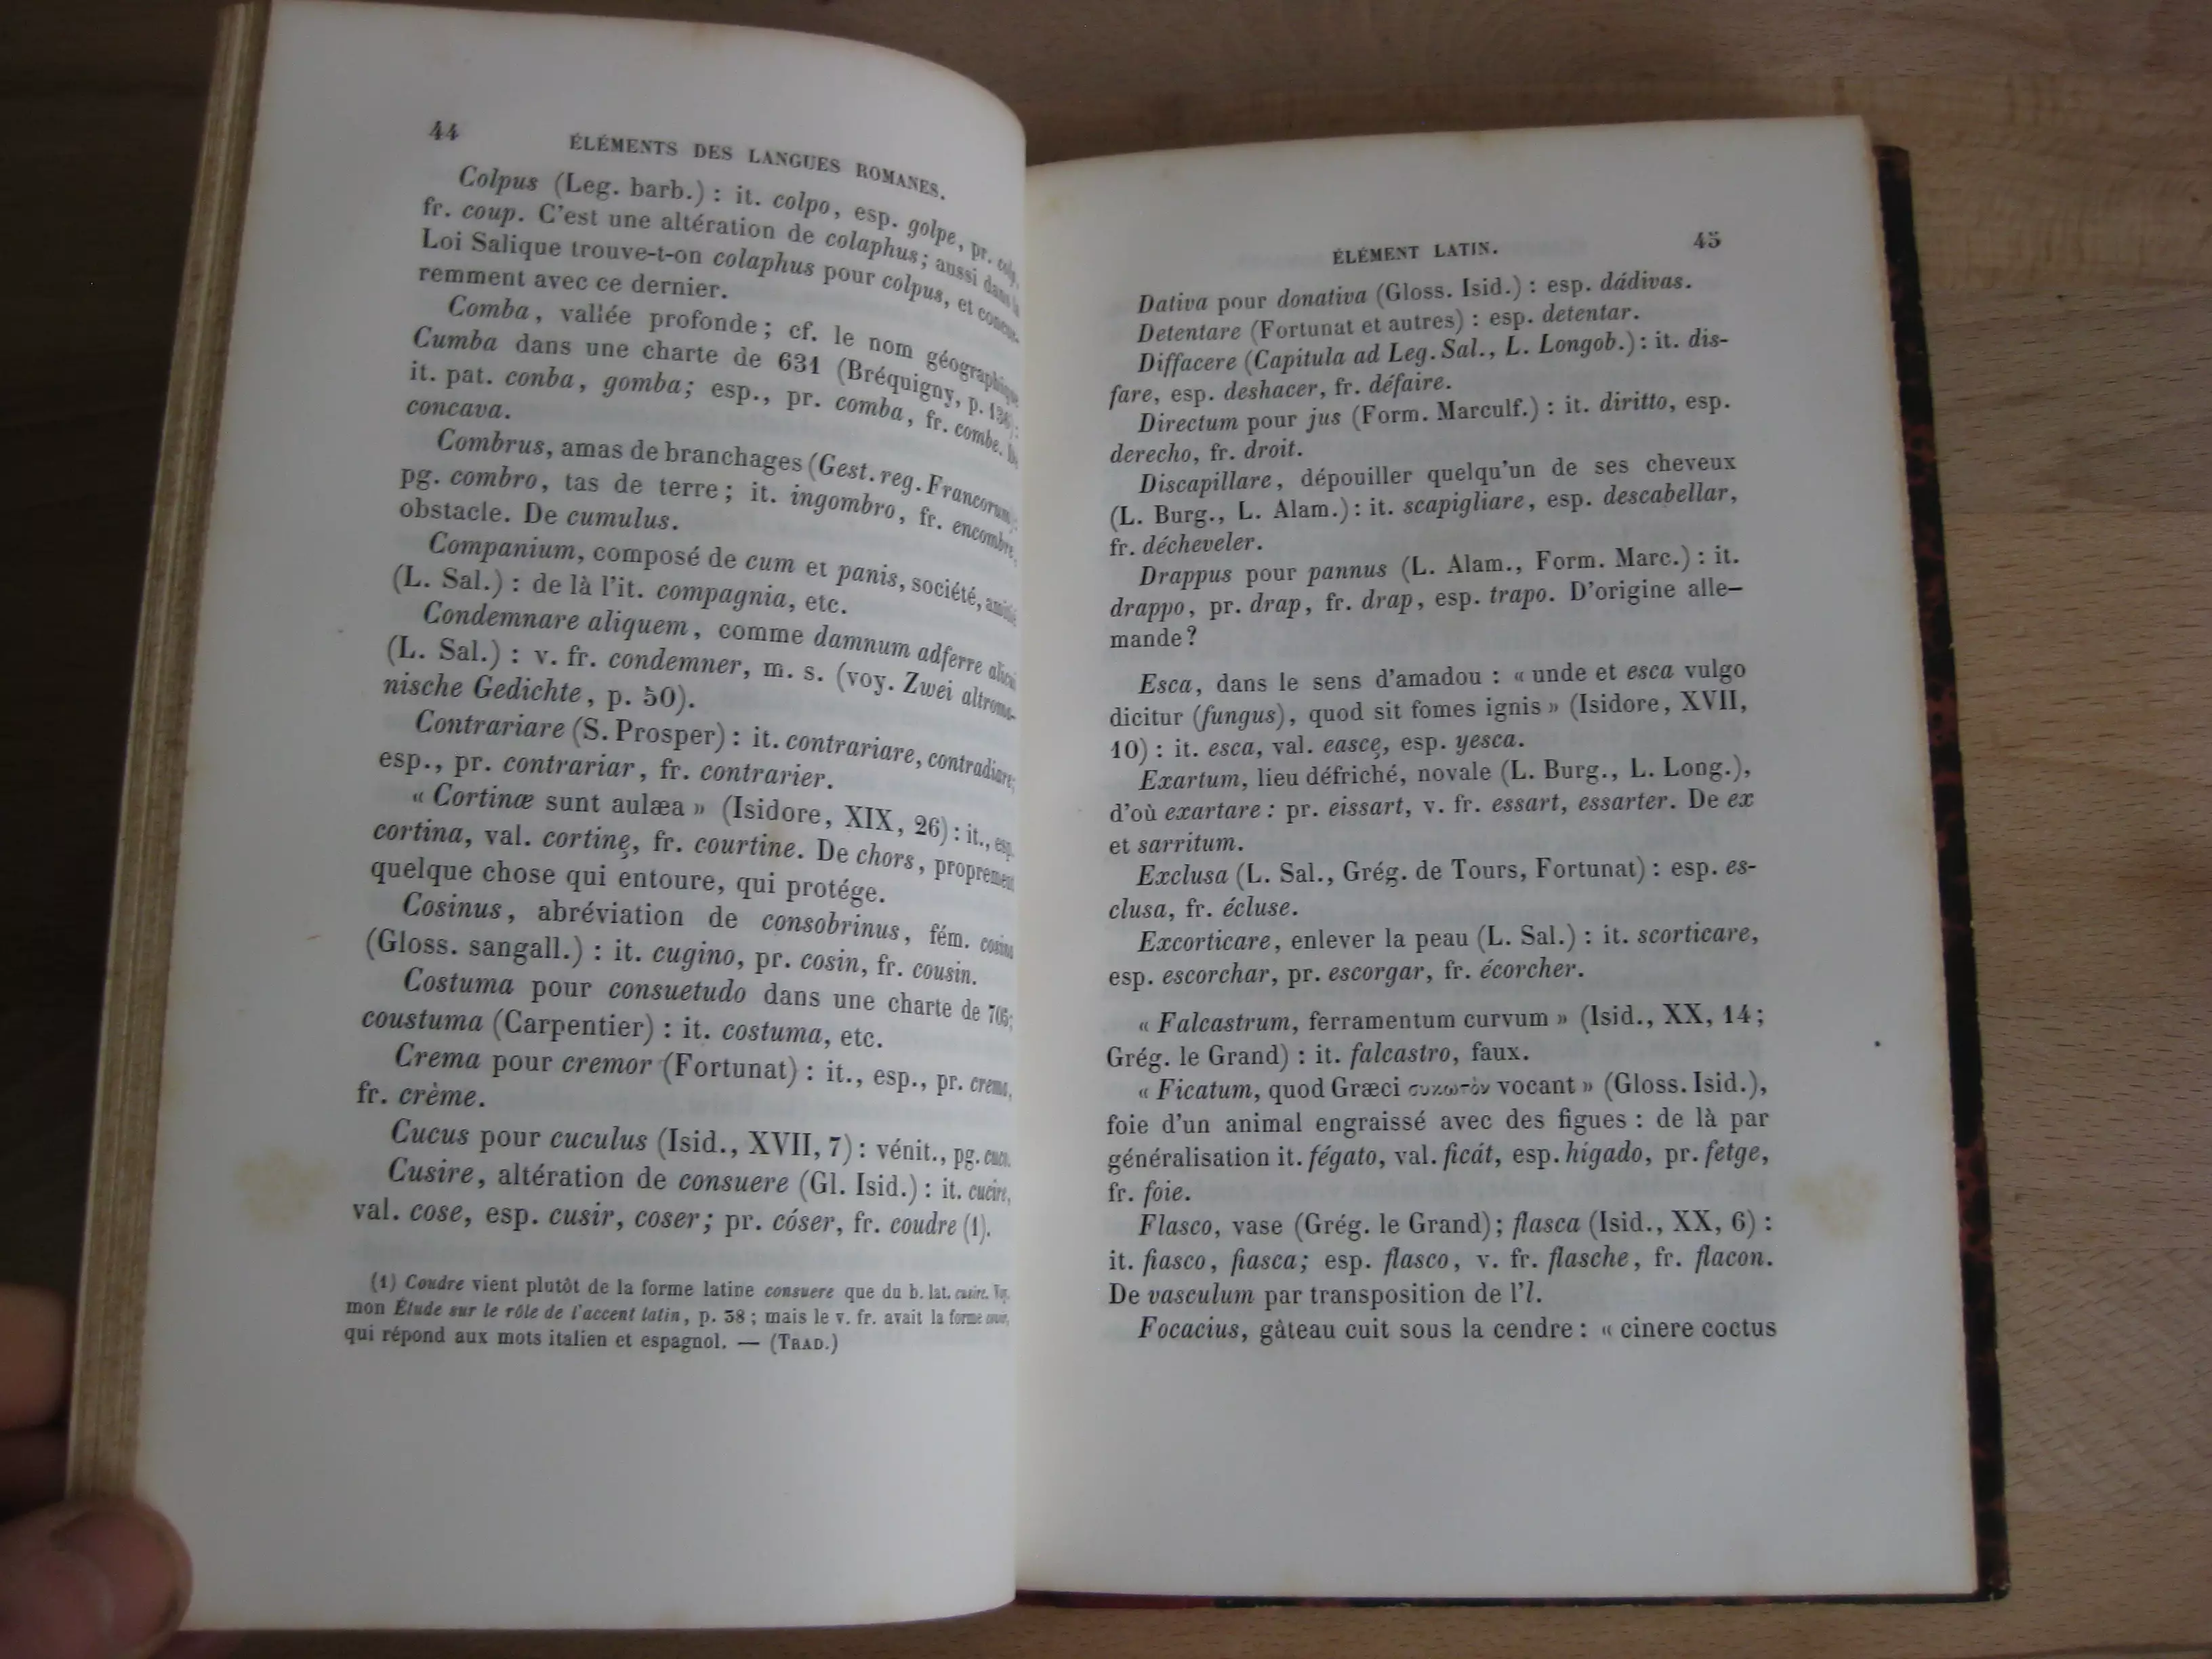 44
ÉLÉMENTS DES LANGUES ROMANES.
Colpus (Leg. barb.) : it. colpo, esp. golpe, pr. colp,
fr. coup. C'est une altération de colaphus; aussi dans la
Loi Salique trouve-t-on colaphus pour colpus, et concur-
remment avec ce dernier.
Comba, vallée profonde; cf. le nom géographique
Cumba dans une charte de 631 (Bréquigny, p.
it. pat. conba, gomba; esp., pr. comba, fr. combe. De
concava.
Combrus, amas de branchages (Gest. reg. Francorum):
pg. combro, tas de terre; it. ingombro, fr. encombre,
obstacle. De cumulus.
Companium, composé de cum et panis, société, amitié
(L. Sal.) : de là l'it. compagnia, etc.
Condemnare aliquem, comme damnum adferre alicui
(L. Sal.) : v. fr. condemner, m. s. (voy. Zwei altroma-
nische Gedichte, p. 50).
Contrariare (S. Prosper) : it. contrariare, contradiare;
esp., pr. contrariar, fr. contrarier.
« Cortinæ sunt aulæa » (Isidore, XIX, 26) : it., esp.
cortina, val. cortinę, fr. courtine. De chors, proprement
quelque chose qui entoure, qui protége.
Cosinus, abréviation de consobrinus, fém. cosina
(Gloss. sangall.) : it. cugino, pr. cosin, fr. cousin.
Costuma pour consuetudo dans une charte de 705;
coustuma (Carpentier) : it. costuma, etc.
Crema pour cremor (Fortunat) : it., esp., pr. crema,
fr. crème.
Cucus pour cuculus (Isid., XVII, 7) : vénit., pg. cuco.
Cusire, altération de consuere (Gl. Isid.) : it. cucire,
val. cose, esp. cusir, coser; pr. cóser, fr. coudre (1).
(1) Coudre vient plutôt de la forme latine consuere que du b. lat. cusire. Voy.
mon Étude sur le rôle de l'accent latin, p. 38; mais le v. fr. avait la forme
qui répond aux mots italien et espagnol. — (TRAD.)
ÉLÉMENT LATIN.
45
Dativa pour donativa (Gloss. Isid.) : esp. dádivas.
Detentare (Fortunat et autres) : esp. detentar.
Diffacere (Capitula ad Leg. Sal., L. Longob.) : it. dis-
fare, esp. deshacer, fr. défaire.
Directum pour jus (Form. Marculf.) : it. diritto, esp.
derecho, fr. droit.
Discapillare, dépouiller quelqu'un de ses cheveux
(L. Burg., L. Alam.) : it. scapigliare, esp. descabellar,
fr. décheveler.
Drappus pour pannus (L. Alam., Form. Marc.) : it.
drappo, pr. drap, fr. drap, esp. trapo. D'origine alle-
mande?
Esca, dans le sens d'amadou : « unde et esca vulgo
dicitur (fungus), quod sit fomes ignis » (Isidore, XVII,
10) : it. esca, val. eascę, esp. yesca.
Exartum, lieu défriché, novale (L. Burg., L. Long.),
d'où exartare : pr. eissart, v. fr. essart, essarter. De ex
et sarritum.
Exclusa (L. Sal., Grég. de Tours, Fortunat) : esp. es-
clusa, fr. écluse.
Excorticare, enlever la peau (L. Sal.) : it. scorticare,
esp. escorchar, pr. escorgar, fr. écorcher.
« Falcastrum, ferramentum curvum » (Isid., XX, 14;
Grég. le Grand) : it. falcastro, faux.
« Ficatum, quod Græci συκωτὸν vocant » (Gloss. Isid.),
foie d'un animal engraissé avec des figues : de là par
généralisation it. fégato, val. ficát, esp. hígado, pr. fetge,
fr. foie.
Flasco, vase (Grég. le Grand); flasca (Isid., XX, 6) :
it. fiasco, fiasca; esp. flasco, v. fr. flasche, fr. flacon.
De vasculum par transposition de l'l.
Focacius, gâteau cuit sous la cendre : « cinere coctus